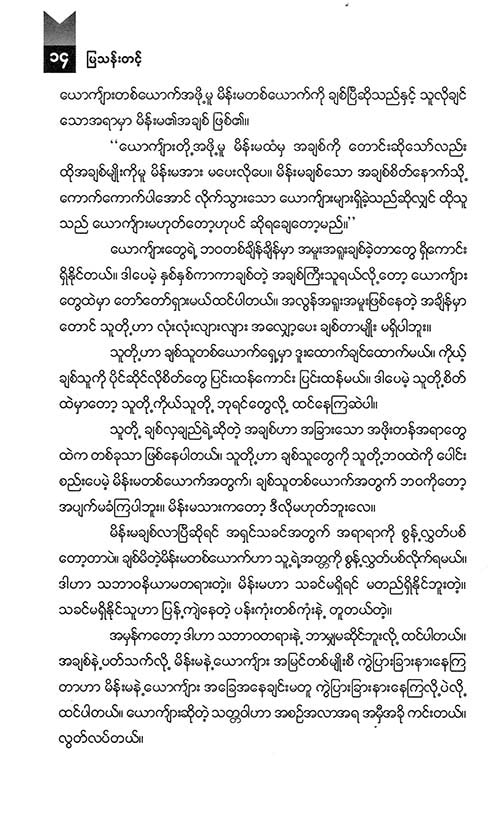 ၁၄ မြသန်းတင့်
ယောက်ျားတစ်ယောက်အဖို့မူ မိန်းမတစ်ယောက်ကို ချစ်ပြီဆိုသည်နှင့် သူလိုချင်
သောအရာမှာ မိန်းမ၏အချစ် ဖြစ်၏။
‘‘ယောက်ျားတို့အဖို့မူ မိန်းမထံမှ အချစ်ကို တောင်းဆိုသော်လည်း
ထိုအချစ်မျိုးကိုမူ မိန်းမအား မပေးလိုပေ။ မိန်းမချစ်သော အချစ်စိတ်နောက်သို့
ကောက်ကောက်ပါအောင် လိုက်သွားသော ယောက်ျားများရှိခဲ့သည်ဆိုလျှင် ထိုသူ
သည် ယောက်ျားမဟုတ်တော့ဟုပင် ဆိုရချေတော့မည်။’’
ယောက်ျားတွေရဲ့ ဘဝတစ်ချိန်ချိန်မှာ အမူးအရူးချစ်ခဲ့တာတွေ ရှိကောင်း
ရှိနိုင်တယ်။ ဒါပေမဲ့ နှစ်နှစ်ကာကာချစ်တဲ့ အချစ်ကြီးသူရယ်လို့တော့ ယောက်ျား
တွေထဲမှာ တော်တော်ရှားမယ်ထင်ပါတယ်။ အလွန်အရူးအမူးဖြစ်နေတဲ့ အချိန်မှာ
တောင် သူတို့ဟာ လုံးလုံးလျားလျား အလျှော့ပေး ချစ်တာမျိုး မရှိပါဘူး။
သူတို့ဟာ ချစ်သူတစ်ယောက်ရှေ့မှာ ဒူးထောက်ချင်ထောက်မယ်။ ကိုယ့်
ချစ်သူကို ပိုင်ဆိုင်လိုစိတ်တွေ ပြင်းထန်ကောင်း ပြင်းထန်မယ်။ ဒါပေမဲ့ သူတို့စိတ်
ထဲမှာတော့ သူတို့ကိုယ်သူတို့ ဘုရင်တွေလို့ ထင်နေကြဆဲပါ။
သူတို့ ချစ်လှချည်ရဲ့ဆိုတဲ့ အချစ်ဟာ အခြားသော အဖိုးတန်အရာတွေ
ထဲက တစ်ခုသာ ဖြစ်နေပါတယ်။ သူတို့ဟာ ချစ်သူတွေကို သူတို့ဘဝထဲကို ပေါင်း
စည်းပေမဲ့ မိန်းမတစ်ယောက်အတွက်၊ ချစ်သူတစ်ယောက်အတွက် ဘဝကိုတော့
အပျက်မခံကြပါဘူး။ မိန်းမသားကတော့ ဒီလိုမဟုတ်ဘူးလေ။
မိန်းမချစ်လာပြီဆိုရင် အရှင်သခင်အတွက် အရာရာကို စွန့်လွှတ်ပစ်
တော့တာပဲ။ ချစ်မိတဲ့မိန်းမတစ်ယောက်ဟာ သူ့ရဲ့အတ္တကို စွန့်လွှတ်ပစ်လိုက်ရမယ်။
ဒါဟာ သဘာဝနိယာမတရားတဲ့။ မိန်းမဟာ သခင်မရှိရင် မတည်ရှိနိုင်ဘူးတဲ့။
သခင်မရှိနိုင်သူဟာ ပြန့်ကျဲနေတဲ့ ပန်းကုံးတစ်ကုံးနဲ့ တူတယ်တဲ့။
အမှန်ကတော့ ဒါဟာ သဘာဝတရားနဲ့ ဘာမျှမဆိုင်ဘူးလို့ ထင်ပါတယ်။
အချစ်နဲ့ပတ်သက်လို့ မိန်းမနဲ့ယောက်ျား အမြင်တစ်မျိုးစီ ကွဲပြားခြားနားနေကြ
တာဟာ မိန်းမနဲ့ယောက်ျား အခြေအနေချင်းမတူ ကွဲပြားခြားနားနေကြလို့ပဲလို့
ထင်ပါတယ်။ ယောက်ျားဆိုတဲ့ သတ္တဝါဟာ အစဉ်အလာအရ အမှီအခို ကင်းတယ်။
လွတ်လပ်တယ်။